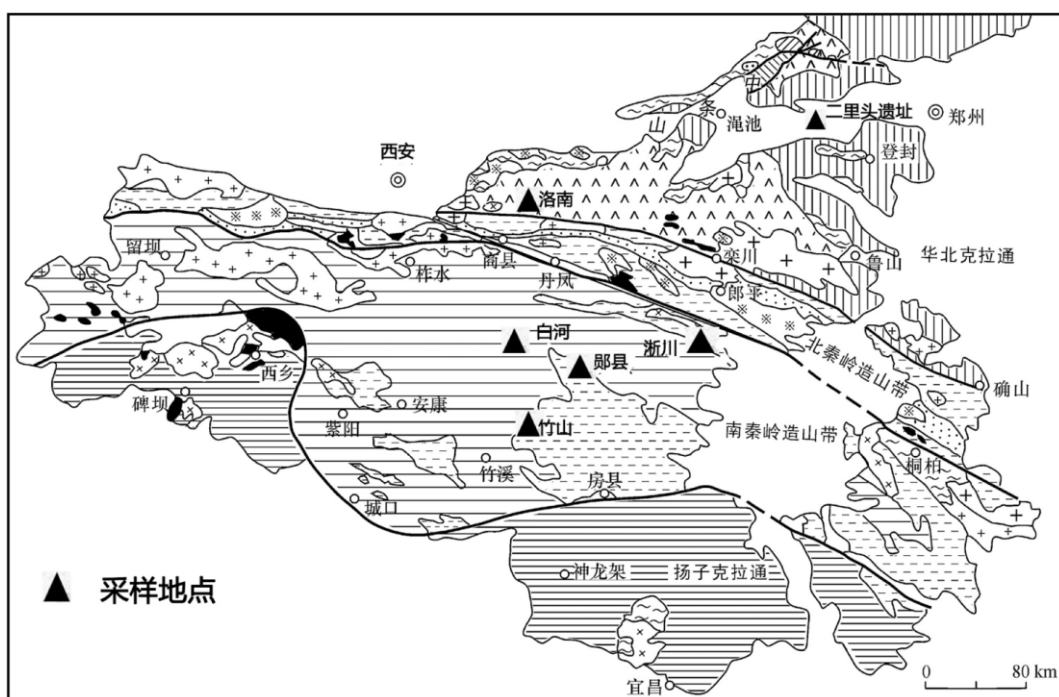 中
条
山
渑池
二里头遗址
郑州
登封
西安
洛南
留坝
柞水
商县
丹凤
栾川
鲁山
华北克拉通
白河
淅川
郧县
北秦岭造山带
确山
西乡
碑坝
安康
紫阳
竹山
南秦岭造山带
桐柏
竹溪
房县
城口
神农架
扬子克拉通
采样地点
宜昌
0 80 km